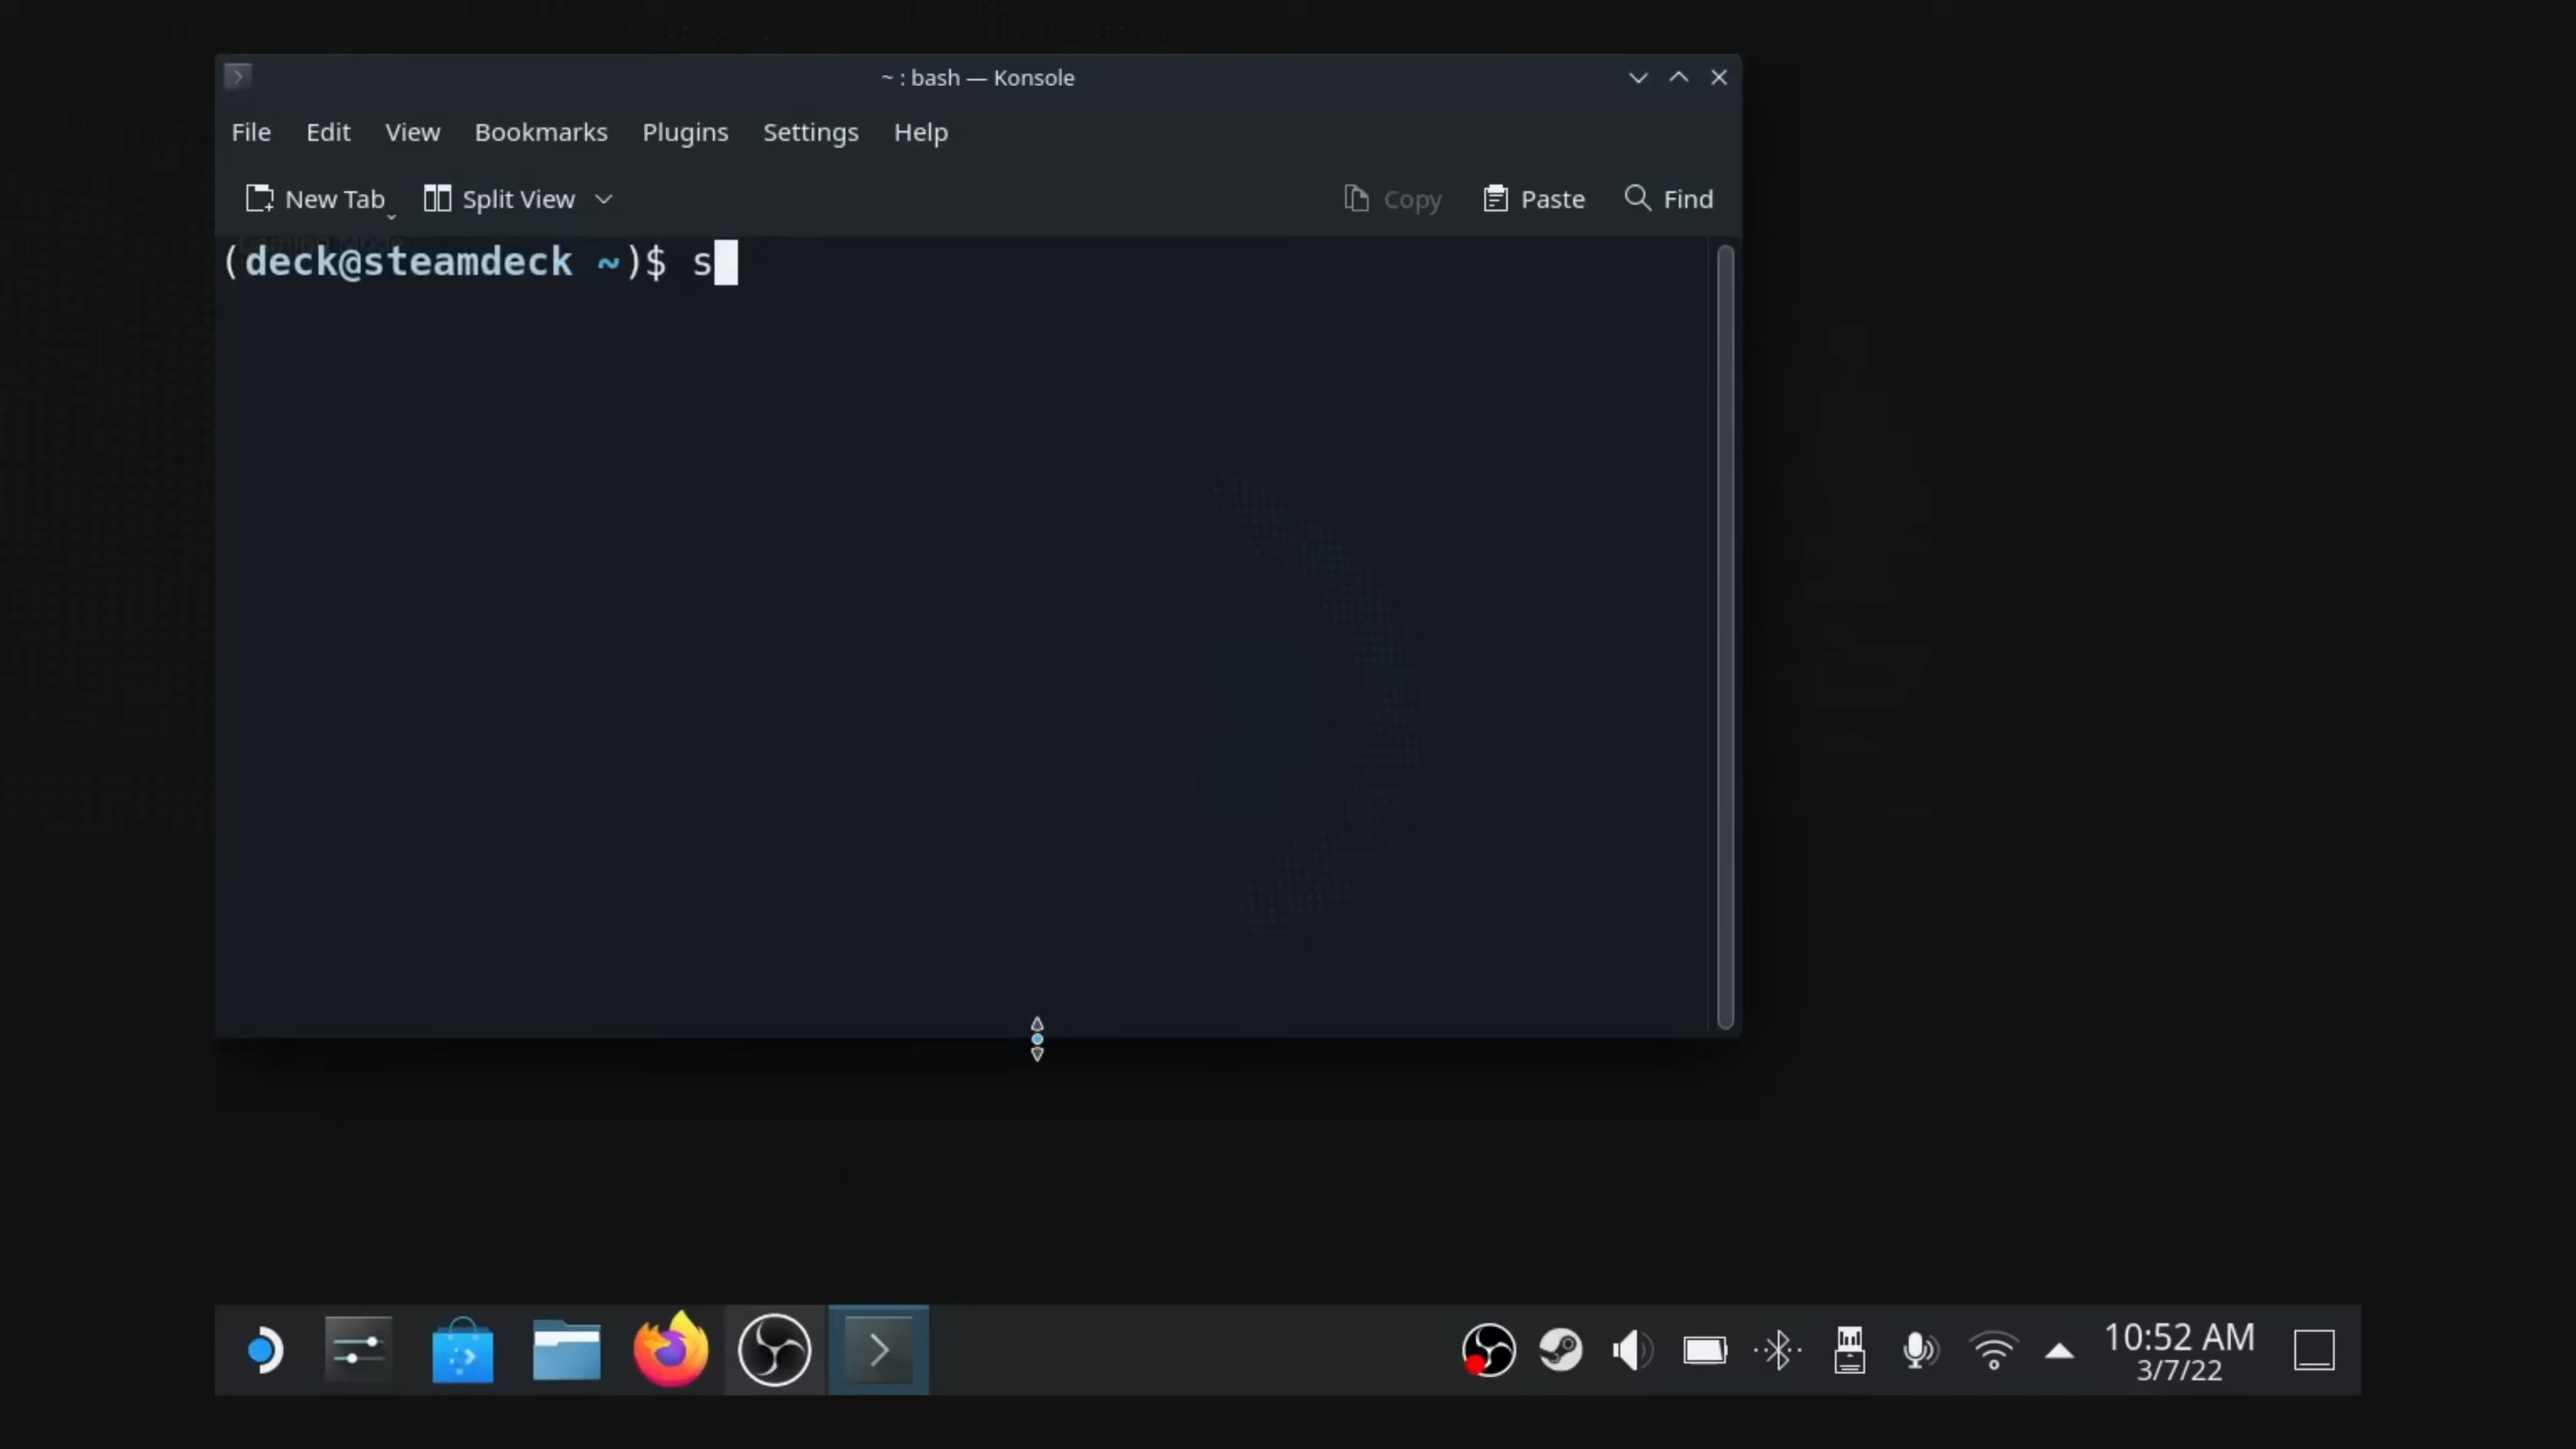 ~ : bash — Konsole
File Edit View Bookmarks Plugins Settings Help
New Tab Split View Copy Paste Find
(deck@steamdeck ~)$ s
10:52 AM
3/7/22